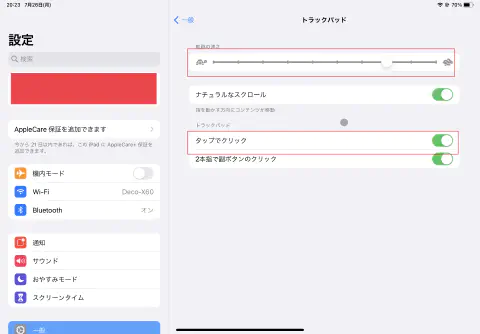 20:23 7月26日(月)
70%
設定
検索
AppleCare 保証を追加できます
今から 21 日以内であれば、この iPad に AppleCare+ 保証を
追加できます。
機内モード
Wi-Fi Deco-X60
Bluetooth オン
通知
サウンド
おやすみモード
スクリーンタイム
一般
一般
トラックパッド
軌跡の速さ
ナチュラルなスクロール
指を動かす方向にコンテンツが移動
トラックパッド
タップでクリック
2本指で副ボタンのクリック